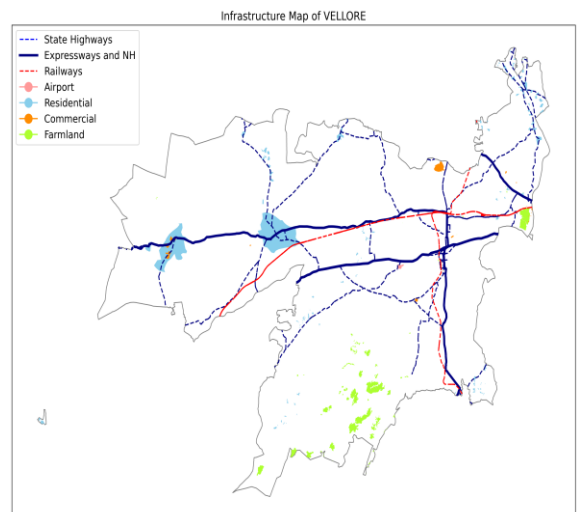 Infrastructure Map of VELLORE
State Highways
Expressways and NH
Railways
Airport
Residential
Commercial
Farmland